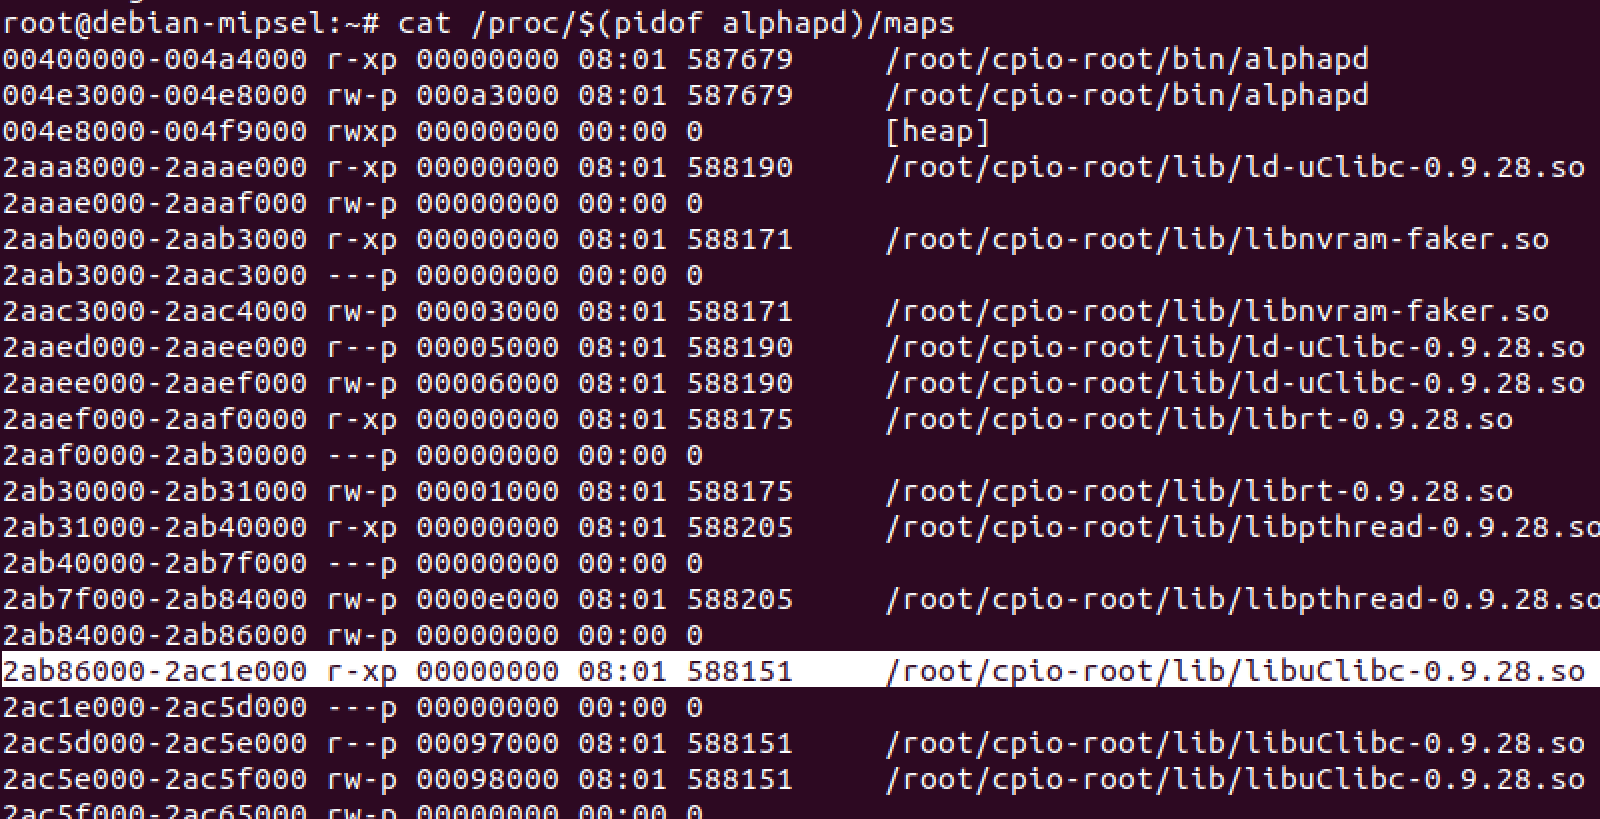 root@debian-mipsel:~# cat /proc/$(pidof alphapd)/maps
00400000-004a4000 r-xp 00000000 08:01 587679 /root/cpio-root/bin/alphapd
004e3000-004e8000 rw-p 000a3000 08:01 587679 /root/cpio-root/bin/alphapd
004e8000-004f9000 rwxp 00000000 00:00 0 [heap]
2aaa8000-2aaae000 r-xp 00000000 08:01 588190 /root/cpio-root/lib/ld-uClibc-0.9.28.so
2aaae000-2aaaf000 rw-p 00000000 00:00 0
2aab0000-2aab3000 r-xp 00000000 08:01 588171 /root/cpio-root/lib/libnvram-faker.so
2aab3000-2aac3000 ---p 00000000 00:00 0
2aac3000-2aac4000 rw-p 00003000 08:01 588171 /root/cpio-root/lib/libnvram-faker.so
2aaed000-2aaee000 r--p 00005000 08:01 588190 /root/cpio-root/lib/ld-uClibc-0.9.28.so
2aaee000-2aaef000 rw-p 00006000 08:01 588190 /root/cpio-root/lib/ld-uClibc-0.9.28.so
2aaef000-2aaf0000 r-xp 00000000 08:01 588175 /root/cpio-root/lib/librt-0.9.28.so
2aaf0000-2ab30000 ---p 00000000 00:00 0
2ab30000-2ab31000 rw-p 00001000 08:01 588175 /root/cpio-root/lib/librt-0.9.28.so
2ab31000-2ab40000 r-xp 00000000 08:01 588205 /root/cpio-root/lib/libpthread-0.9.28.so
2ab40000-2ab7f000 ---p 00000000 00:00 0
2ab7f000-2ab84000 rw-p 0000e000 08:01 588205 /root/cpio-root/lib/libpthread-0.9.28.so
2ab84000-2ab86000 rw-p 00000000 00:00 0
2ab86000-2ac1e000 r-xp 00000000 08:01 588151 /root/cpio-root/lib/libuClibc-0.9.28.so
2ac1e000-2ac5d000 ---p 00000000 00:00 0
2ac5d000-2ac5e000 r--p 00097000 08:01 588151 /root/cpio-root/lib/libuClibc-0.9.28.so
2ac5e000-2ac5f000 rw-p 00098000 08:01 588151 /root/cpio-root/lib/libuClibc-0.9.28.so
2ac5f000-2ac65000 rw-p 00000000 00:00 0